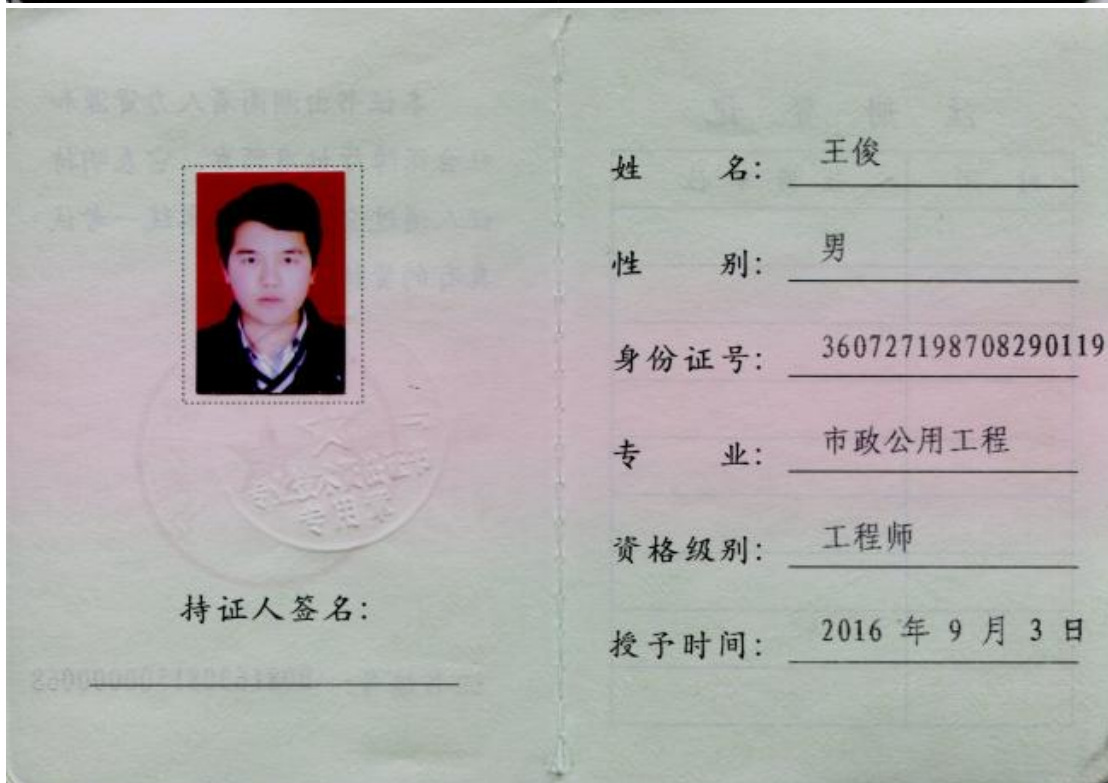 持证人签名:
姓 名: 王俊
性 别: 男
身份证号: 360727198708290119
专 业: 市政公用工程
资格级别: 工程师
授予时间: 2016 年 9 月 3 日